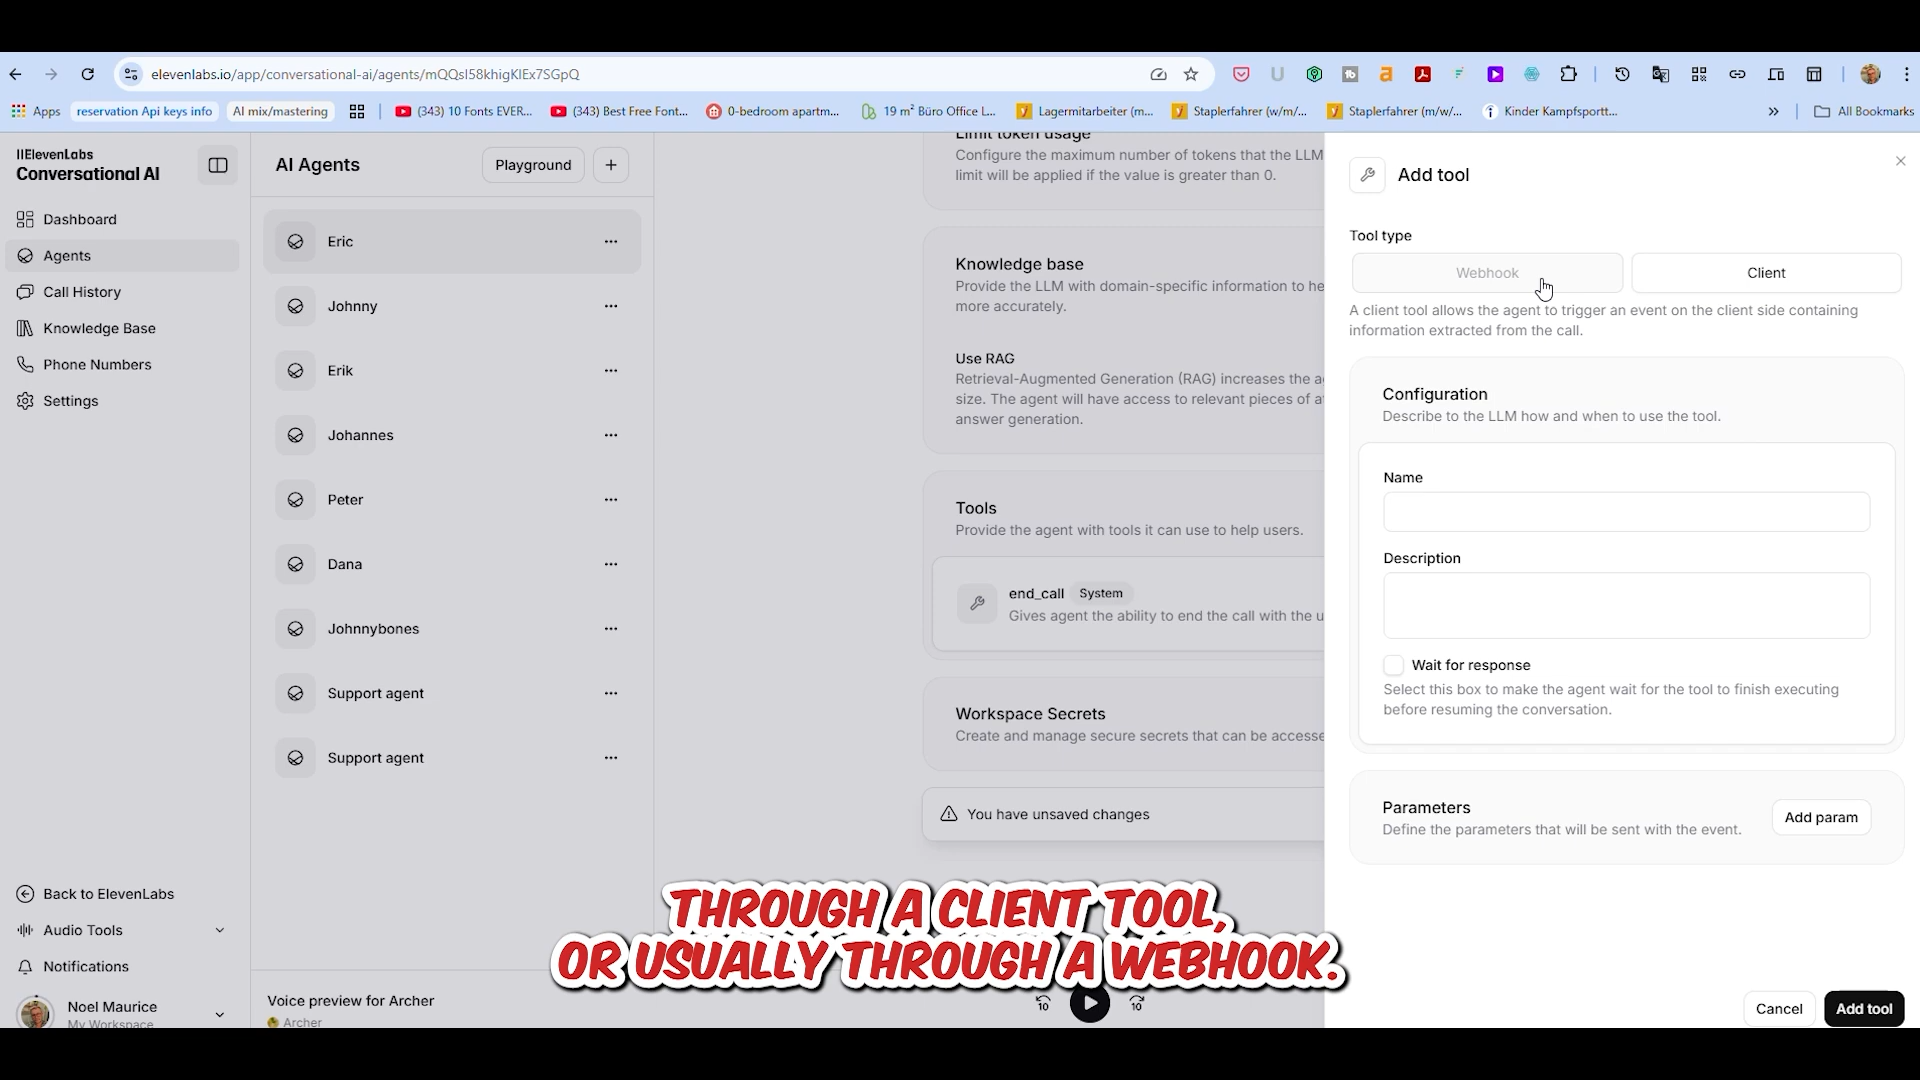 elevenlabs.io/app/conversational-ai/agents/mQQsI58khigKlEx7SGpQ
Apps
reservation Api keys info
AI mix/mastering
(343) 10 Fonts EVER...
(343) Best Free Font...
0-bedroom apartm...
19 m² Büro Office L...
Lagermitarbeiter (m...
Staplerfahrer (w/m/...
Staplerfahrer (m/w/...
Kinder Kampfsportt...
»
All Bookmarks
IIElevenLabs
Conversational AI
Dashboard
Agents
Call History
Knowledge Base
Phone Numbers
Settings
Back to ElevenLabs
Audio Tools
Notifications
Noel Maurice
My Workspace
AI Agents
Playground
+
Eric
Johnny
Erik
Johannes
Peter
Dana
Johnnybones
Support agent
Support agent
Voice preview for Archer
Archer
10
10
Limit token usage
Configure the maximum number of tokens that the LLM
limit will be applied if the value is greater than 0.
Knowledge base
Provide the LLM with domain-specific information to he
more accurately.
Use RAG
Retrieval-Augmented Generation (RAG) increases the a
size. The agent will have access to relevant pieces of a
answer generation.
Tools
Provide the agent with tools it can use to help users.
end_call
System
Gives agent the ability to end the call with the u
Workspace Secrets
Create and manage secure secrets that can be accesse
You have unsaved changes
Add tool
Tool type
Webhook
Client
A client tool allows the agent to trigger an event on the client side containing
information extracted from the call.
Configuration
Describe to the LLM how and when to use the tool.
Name
Description
Wait for response
Select this box to make the agent wait for the tool to finish executing
before resuming the conversation.
Parameters
Define the parameters that will be sent with the event.
Add param
Cancel
Add tool
THROUGH A CLIENT TOOL,
OR USUALLY THROUGH A WEBHOOK.